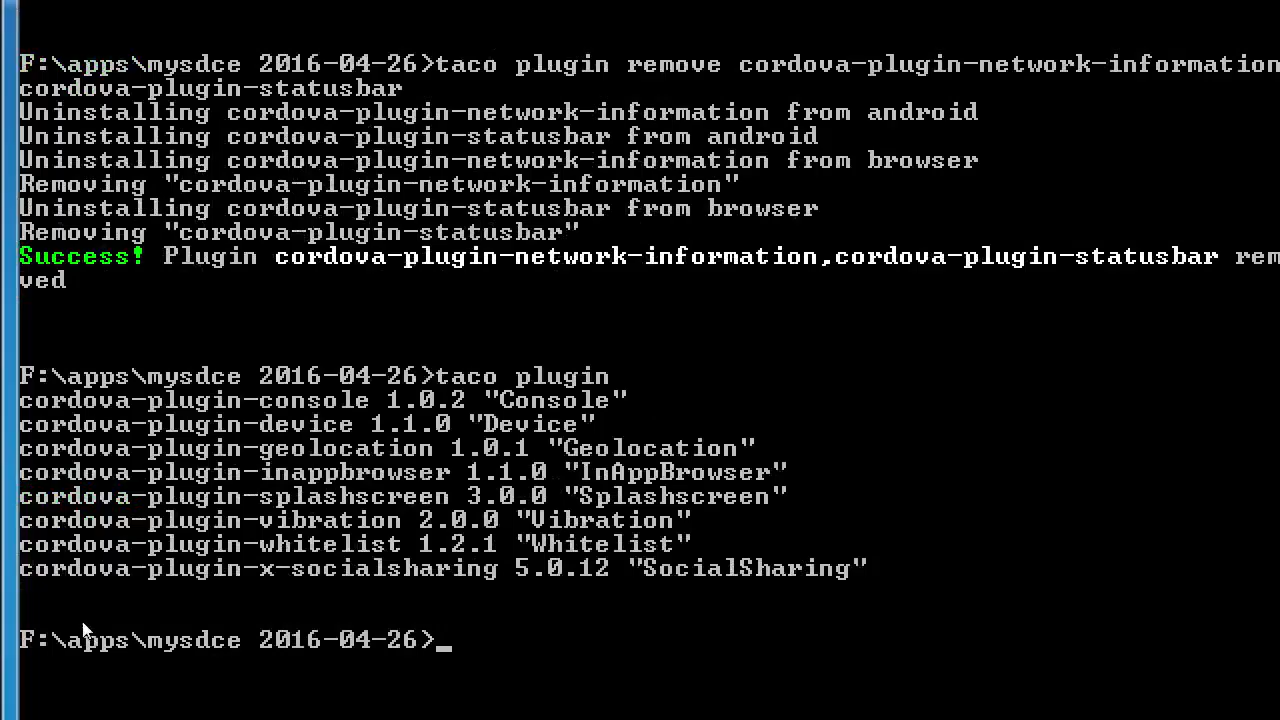 F:\apps\mysdce 2016-04-26>taco plugin remove cordova-plugin-network-information
cordova-plugin-statusbar
Uninstalling cordova-plugin-network-information from android
Uninstalling cordova-plugin-statusbar from android
Uninstalling cordova-plugin-network-information from browser
Removing "cordova-plugin-network-information"
Uninstalling cordova-plugin-statusbar from browser
Removing "cordova-plugin-statusbar"
Success! Plugin cordova-plugin-network-information,cordova-plugin-statusbar rem
ved
F:\apps\mysdce 2016-04-26>taco plugin
cordova-plugin-console 1.0.2 "Console"
cordova-plugin-device 1.1.0 "Device"
cordova-plugin-geolocation 1.0.1 "Geolocation"
cordova-plugin-inappbrowser 1.1.0 "InAppBrowser"
cordova-plugin-splashscreen 3.0.0 "Splashscreen"
cordova-plugin-vibration 2.0.0 "Vibration"
cordova-plugin-whitelist 1.2.1 "Whitelist"
cordova-plugin-x-socialsharing 5.0.12 "SocialSharing"
F:\apps\mysdce 2016-04-26>_